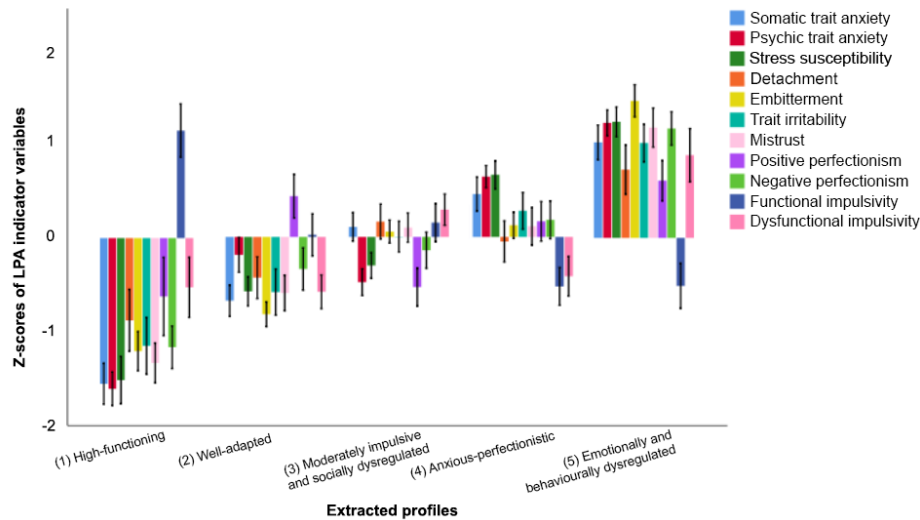 Z-scores of LPA indicator variables
2
1
0
-1
-2
(1) High-functioning
(2) Well-adapted
(3) Moderately impulsive
and socially dysregulated
(4) Anxious-perfectionistic
(5) Emotionally and
behaviourally dysregulated
Extracted profiles
Somatic trait anxiety
Psychic trait anxiety
Stress susceptibility
Detachment
Embitterment
Trait irritability
Mistrust
Positive perfectionism
Negative perfectionism
Functional impulsivity
Dysfunctional impulsivity